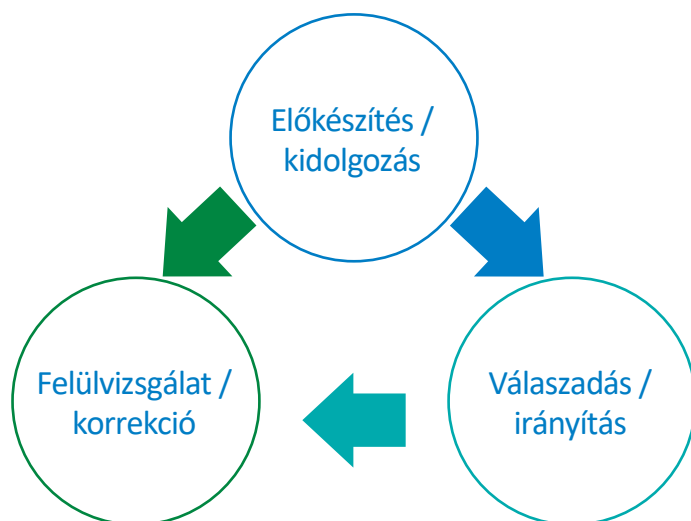 Előkészítés /
kidolgozás
Felülvizsgálat /
korrekció
Válaszadás /
irányítás